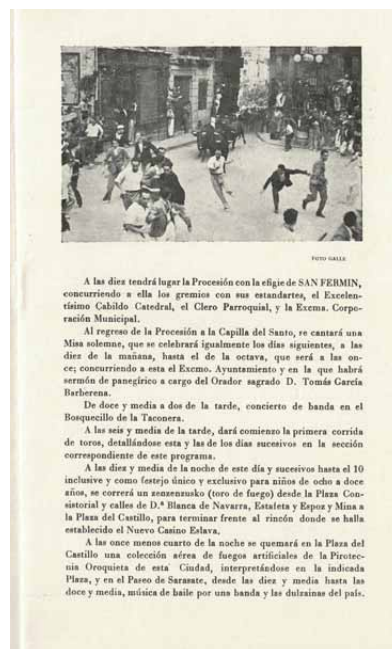 FOTO GALLE
A las diez tendrá lugar la Procesión con la efigie de SAN FERMIN,
concurriendo a ella los gremios con sus estandartes, el Excelen-
tísimo Cabildo Catedral, el Clero Parroquial, y la Excma. Corpo-
ración Municipal.
Al regreso de la Procesión a la Capilla del Santo, se cantará una
Misa solemne, que se celebrará igualmente los días siguientes, a las
diez de la mañana, hasta el de la octava, que será a las on-
ce; concurriendo a esta el Excmo. Ayuntamiento y en la que habrá
sermón de panegírico a cargo del Orador sagrado D. Tomás García
Barberena.
De doce y media a dos de la tarde, concierto de banda en el
Bosquecillo de la Taconera.
A las seis y media de la tarde, dará comienzo la primera corrida
de toros, detallándose esta y las de los días sucesivos en la sección
correspondiente de este programa.
A las diez y media de la noche de este día y sucesivos hasta el 10
inclusive y como festejo único y exclusivo para niños de ocho a doce
años, se correrá un zenzenzusko (toro de fuego) desde la Plaza Con-
sistorial y calles de D.ª Blanca de Navarra, Estafeta y Espoz y Mina a
la Plaza del Castillo, para terminar frente al rincón donde se halla
establecido el Nuevo Casino Eslava.
A las once menos cuarto de la noche se quemará en la Plaza del
Castillo una colección aérea de fuegos artificiales de la Pirotec-
nia Oroquieta de esta Ciudad, interpretándose en la indicada
Plaza, y en el Paseo de Sarasate, desde las diez y media hasta las
doce y media, música de baile por una banda y las dulzainas del país.